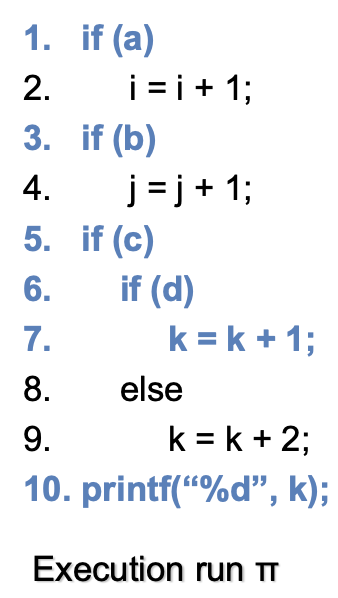 1. if (a)
2. i = i + 1;
3. if (b)
4. j = j + 1;
5. if (c)
6. if (d)
7. k = k + 1;
8. else
9. k = k + 2;
10. printf(“%d”, k);
Execution run π